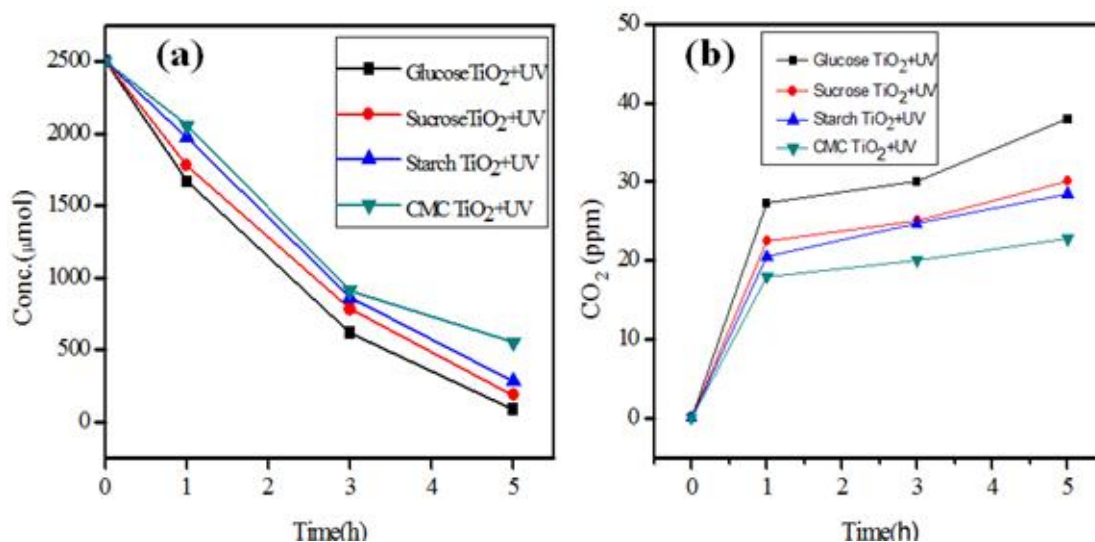 (a)
GlucoseTiO2+UV
SucroseTiO2+UV
Starch TiO2+UV
CMC TiO2+UV
2500
2000
1500
1000
500
0
Conc.(μmol)
0 1 2 3 4 5
Time(h)
(b)
Glucose TiO2+UV
Sucrose TiO2+UV
Starch TiO2+UV
CMC TiO2+UV
50
40
30
20
10
0
CO2 (ppm)
0 1 2 3 4 5
Time(h)